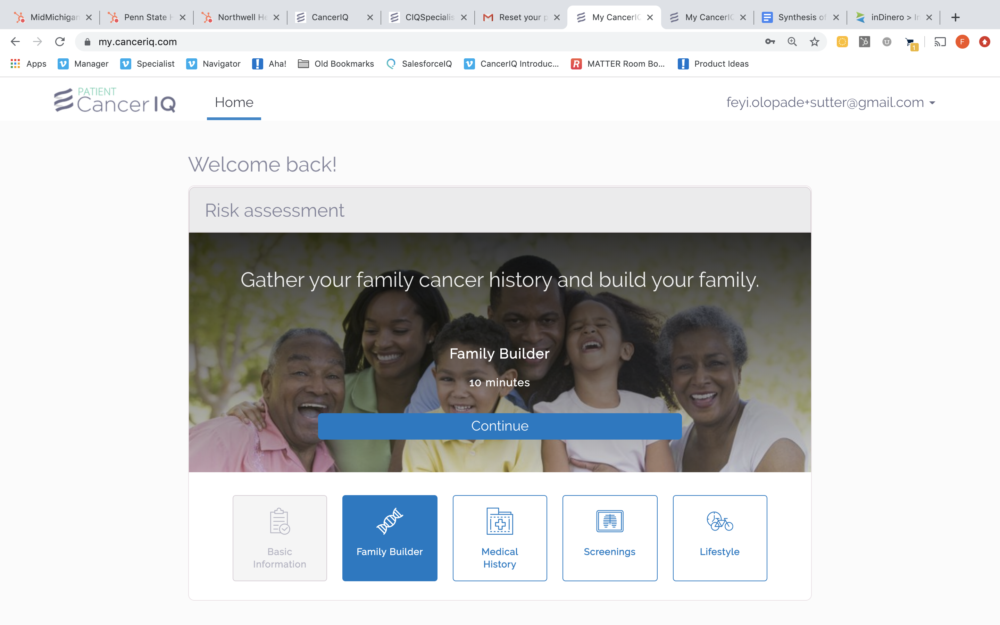 MidMichigan
Penn State H
Northwell He
CancerIQ
CIQSpecialis
Reset your p
My CancerIQ
My CancerIQ
Synthesis of
inDinero > In
my.canceriq.com
1
F
Apps
Manager
Specialist
Navigator
Aha!
Old Bookmarks
SalesforceIQ
CancerIQ Introduc...
MATTER Room Bo...
Product Ideas
PATIENT
CancerIQ
Home
feyi.olopade+sutter@gmail.com
Welcome back!
Risk assessment
Gather your family cancer history and build your family.
Family Builder
10 minutes
Continue
Basic
Information
Family Builder
Medical
History
Screenings
Lifestyle